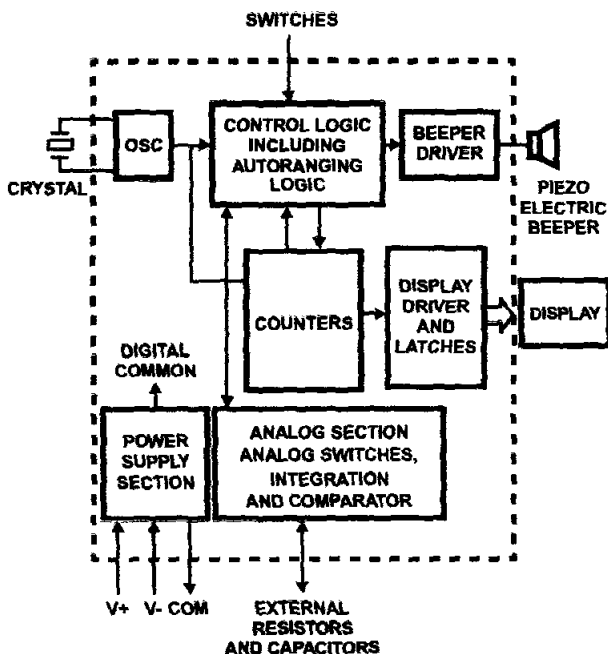 SWITCHES
OSC
CONTROL LOGIC
INCLUDING
AUTORANGING
LOGIC
BEEPER
DRIVER
CRYSTAL
PIEZO
ELECTRIC
BEEPER
COUNTERS
DISPLAY
DRIVER
AND
LATCHES
DISPLAY
DIGITAL
COMMON
POWER
SUPPLY
SECTION
ANALOG SECTION
ANALOG SWITCHES,
INTEGRATION
AND COMPARATOR
V+
V-
COM
EXTERNAL
RESISTORS
AND CAPACITORS